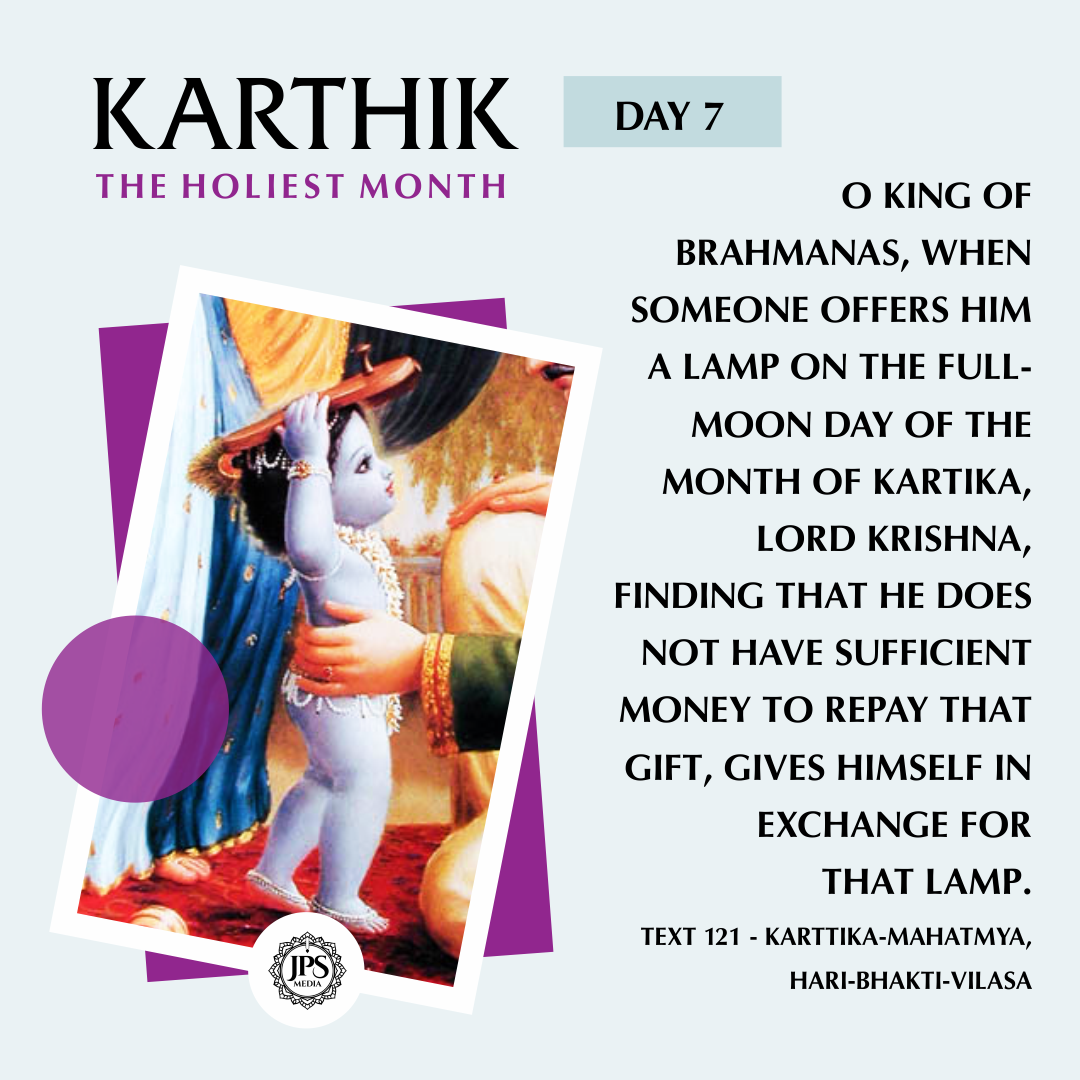 KARTHIK
THE HOLIEST MONTH
DAY 7
O KING OF
BRAHMANAS, WHEN
SOMEONE OFFERS HIM
A LAMP ON THE FULL-
MOON DAY OF THE
MONTH OF KARTIKA,
LORD KRISHNA,
FINDING THAT HE DOES
NOT HAVE SUFFICIENT
MONEY TO REPAY THAT
GIFT, GIVES HIMSELF IN
EXCHANGE FOR
THAT LAMP.
TEXT 121 - KARTTIKA-MAHATMYA,
HARI-BHAKTI-VILASA
JPS
MEDIA